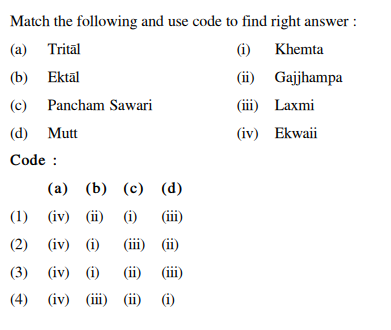 Match the following and use code to find right answer :
(a) Tritāl (i) Khemta
(b) Ektāl (ii) Gajjhampa
(c) Pancham Sawari (iii) Laxmi
(d) Mutt (iv) Ekwaii
Code :
(a) (b) (c) (d)
(1) (iv) (ii) (i) (iii)
(2) (iv) (i) (iii) (ii)
(3) (iv) (i) (ii) (iii)
(4) (iv) (iii) (ii) (i)